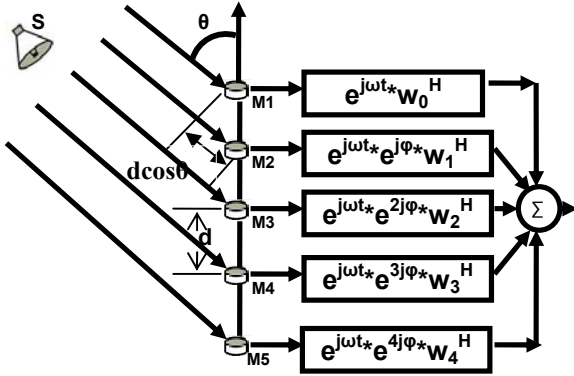 S
θ
M1
e^{jωt}*w_0^H
M2
e^{jωt}*e^{jφ}*w_1^H
dcosθ
M3
e^{jωt}*e^{2jφ}*w_2^H
Σ
d
M4
e^{jωt}*e^{3jφ}*w_3^H
M5
e^{jωt}*e^{4jφ}*w_4^H